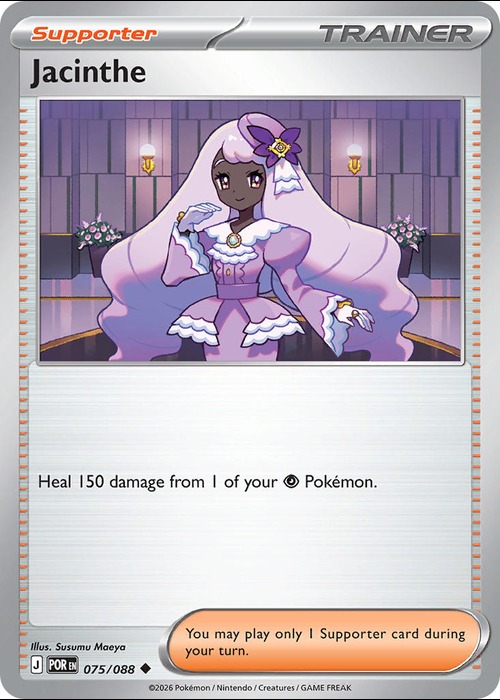 Supporter
TRAINER
Jacinthe
Heal 150 damage from 1 of your Pokémon.
Illus. Susumu Maeya
J POR EN 075/088
You may play only 1 Supporter card during
your turn.
©2026 Pokémon / Nintendo / Creatures / GAME FREAK